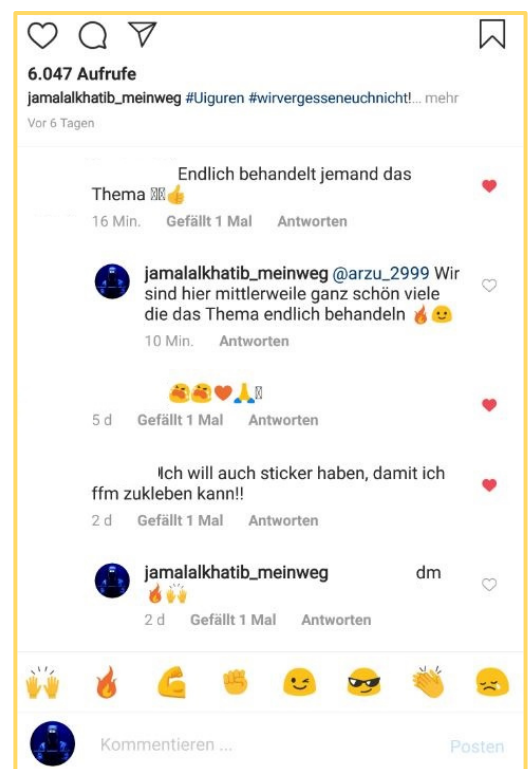 6.047 Aufrufe
jamalalkhatib_meinweg #Uiguren #wirvergesseneuchnicht!... mehr
Vor 6 Tagen
Endlich behandelt jemand das
Thema 👍
16 Min. Gefällt 1 Mal Antworten
jamalalkhatib_meinweg @arzu_2999 Wir
sind hier mittlerweile ganz schön viele
die das Thema endlich behandeln 🔥🙂
10 Min. Antworten
😭😭❤️🙏
5 d Gefällt 1 Mal Antworten
Ich will auch sticker haben, damit ich
ffm zukleben kann!!
2 d Gefällt 1 Mal Antworten
jamalalkhatib_meinweg dm
🔥🙌
2 d Gefällt 1 Mal Antworten
🙌 🔥 💪 ✊ 😉 😎 👏 😢
Kommentieren ... Posten